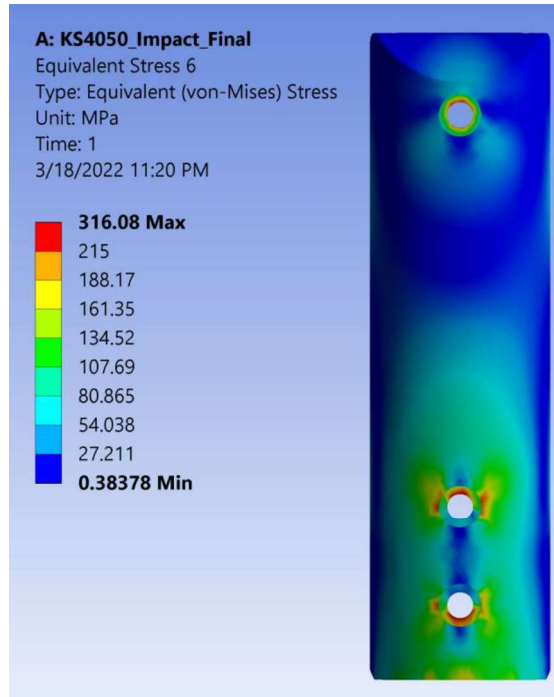 A: KS4050_Impact_Final
Equivalent Stress 6
Type: Equivalent (von-Mises) Stress
Unit: MPa
Time: 1
3/18/2022 11:20 PM
316.08 Max
215
188.17
161.35
134.52
107.69
80.865
54.038
27.211
0.38378 Min